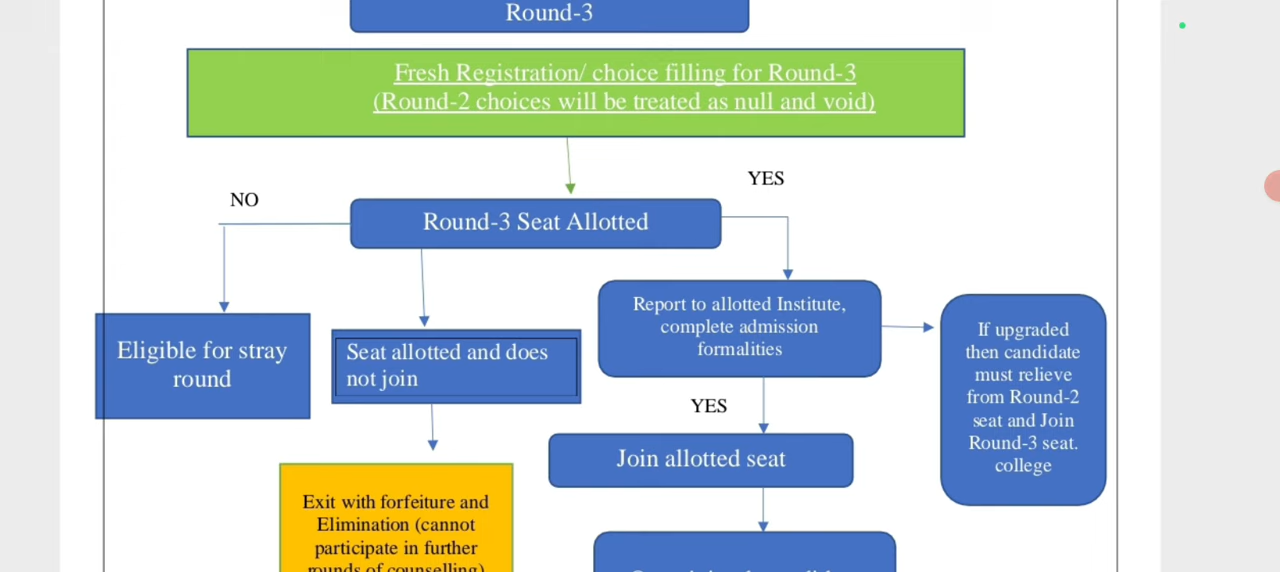 Round-3
Fresh Registration/ choice filling for Round-3
(Round-2 choices will be treated as null and void)
YES
NO
Round-3 Seat Allotted
Report to allotted Institute,
complete admission
formalities
If upgraded
then candidate
must relieve
from Round-2
seat and Join
Round-3 seat.
college
Eligible for stray
round
Seat allotted and does
not join
YES
Join allotted seat
Exit with forfeiture and
Elimination (cannot
participate in further
rounds of counselling)